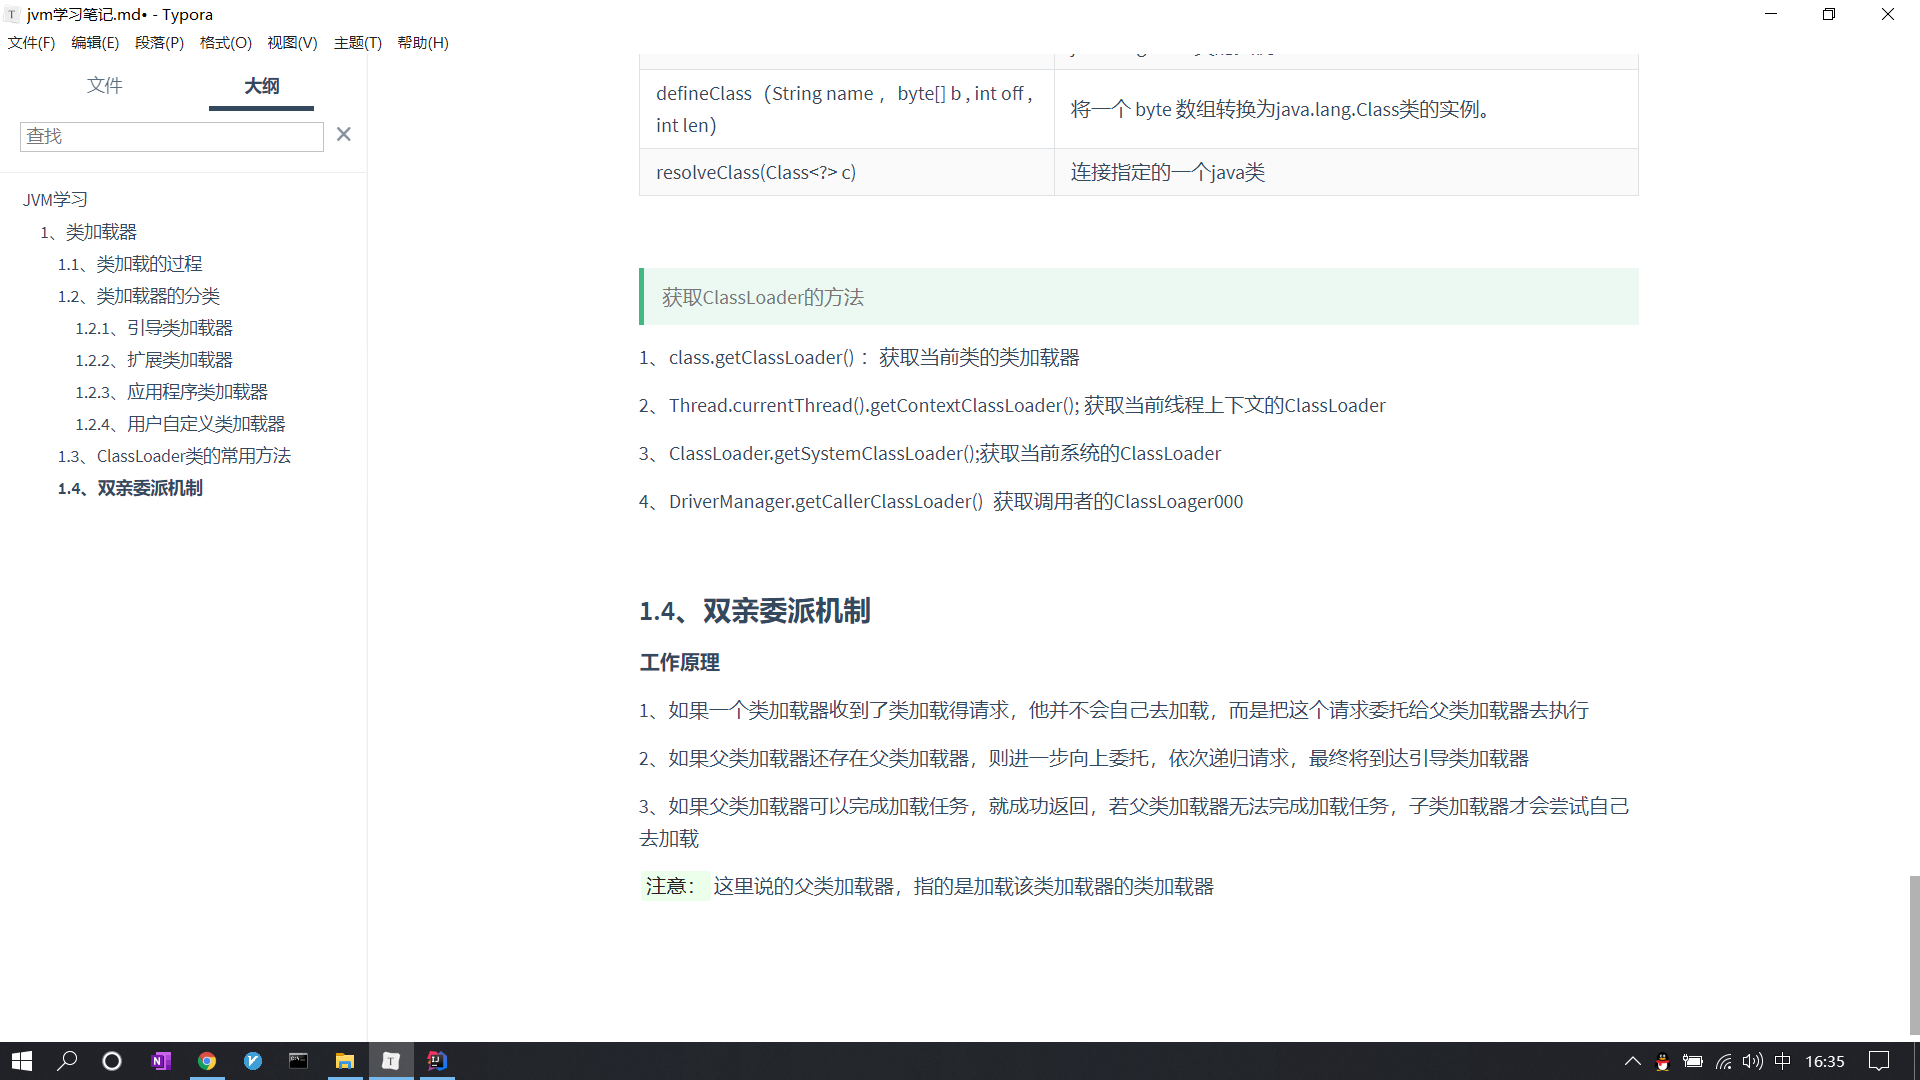 jvm学习笔记.md• - Typora
文件(F) 编辑(E) 段落(P) 格式(O) 视图(V) 主题(T) 帮助(H)
文件 大纲
查找
JVM学习
1、类加载器
1.1、类加载的过程
1.2、类加载器的分类
1.2.1、引导类加载器
1.2.2、扩展类加载器
1.2.3、应用程序类加载器
1.2.4、用户自定义类加载器
1.3、ClassLoader类的常用方法
1.4、双亲委派机制
defineClass（String name ，byte[] b , int off ,
int len）
将一个 byte 数组转换为java.lang.Class类的实例。
resolveClass(Class<?> c)
连接指定的一个java类
获取ClassLoader的方法
1、class.getClassLoader() ：获取当前类的类加载器
2、Thread.currentThread().getContextClassLoader(); 获取当前线程上下文的ClassLoader
3、ClassLoader.getSystemClassLoader();获取当前系统的ClassLoader
4、DriverManager.getCallerClassLoader() 获取调用者的ClassLoager000
1.4、双亲委派机制
工作原理
1、如果一个类加载器收到了类加载得请求，他并不会自己去加载，而是把这个请求委托给父类加载器去执行
2、如果父类加载器还存在父类加载器，则进一步向上委托，依次递归请求，最终将到达引导类加载器
3、如果父类加载器可以完成加载任务，就成功返回，若父类加载器无法完成加载任务，子类加载器才会尝试自己
去加载
注意： 这里说的父类加载器，指的是加载该类加载器的类加载器
中 16:35